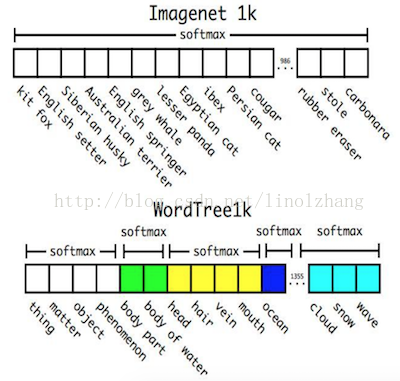 Imagenet 1k
softmax
986
...
kit fox
English setter
Siberian husky
Australian terrier
English springer
grey whale
lesser panda
Egyptian cat
ibex
Persian cat
cougar
rubber eraser
stole
carbonara
http://blog.csdn.net/linolzhang
WordTree1k
softmax
softmax
softmax
softmax
softmax
1355
...
thing
matter
object
phenomenon
body part
body of water
head
hair
vein
mouth
ocean
cloud
snow
wave